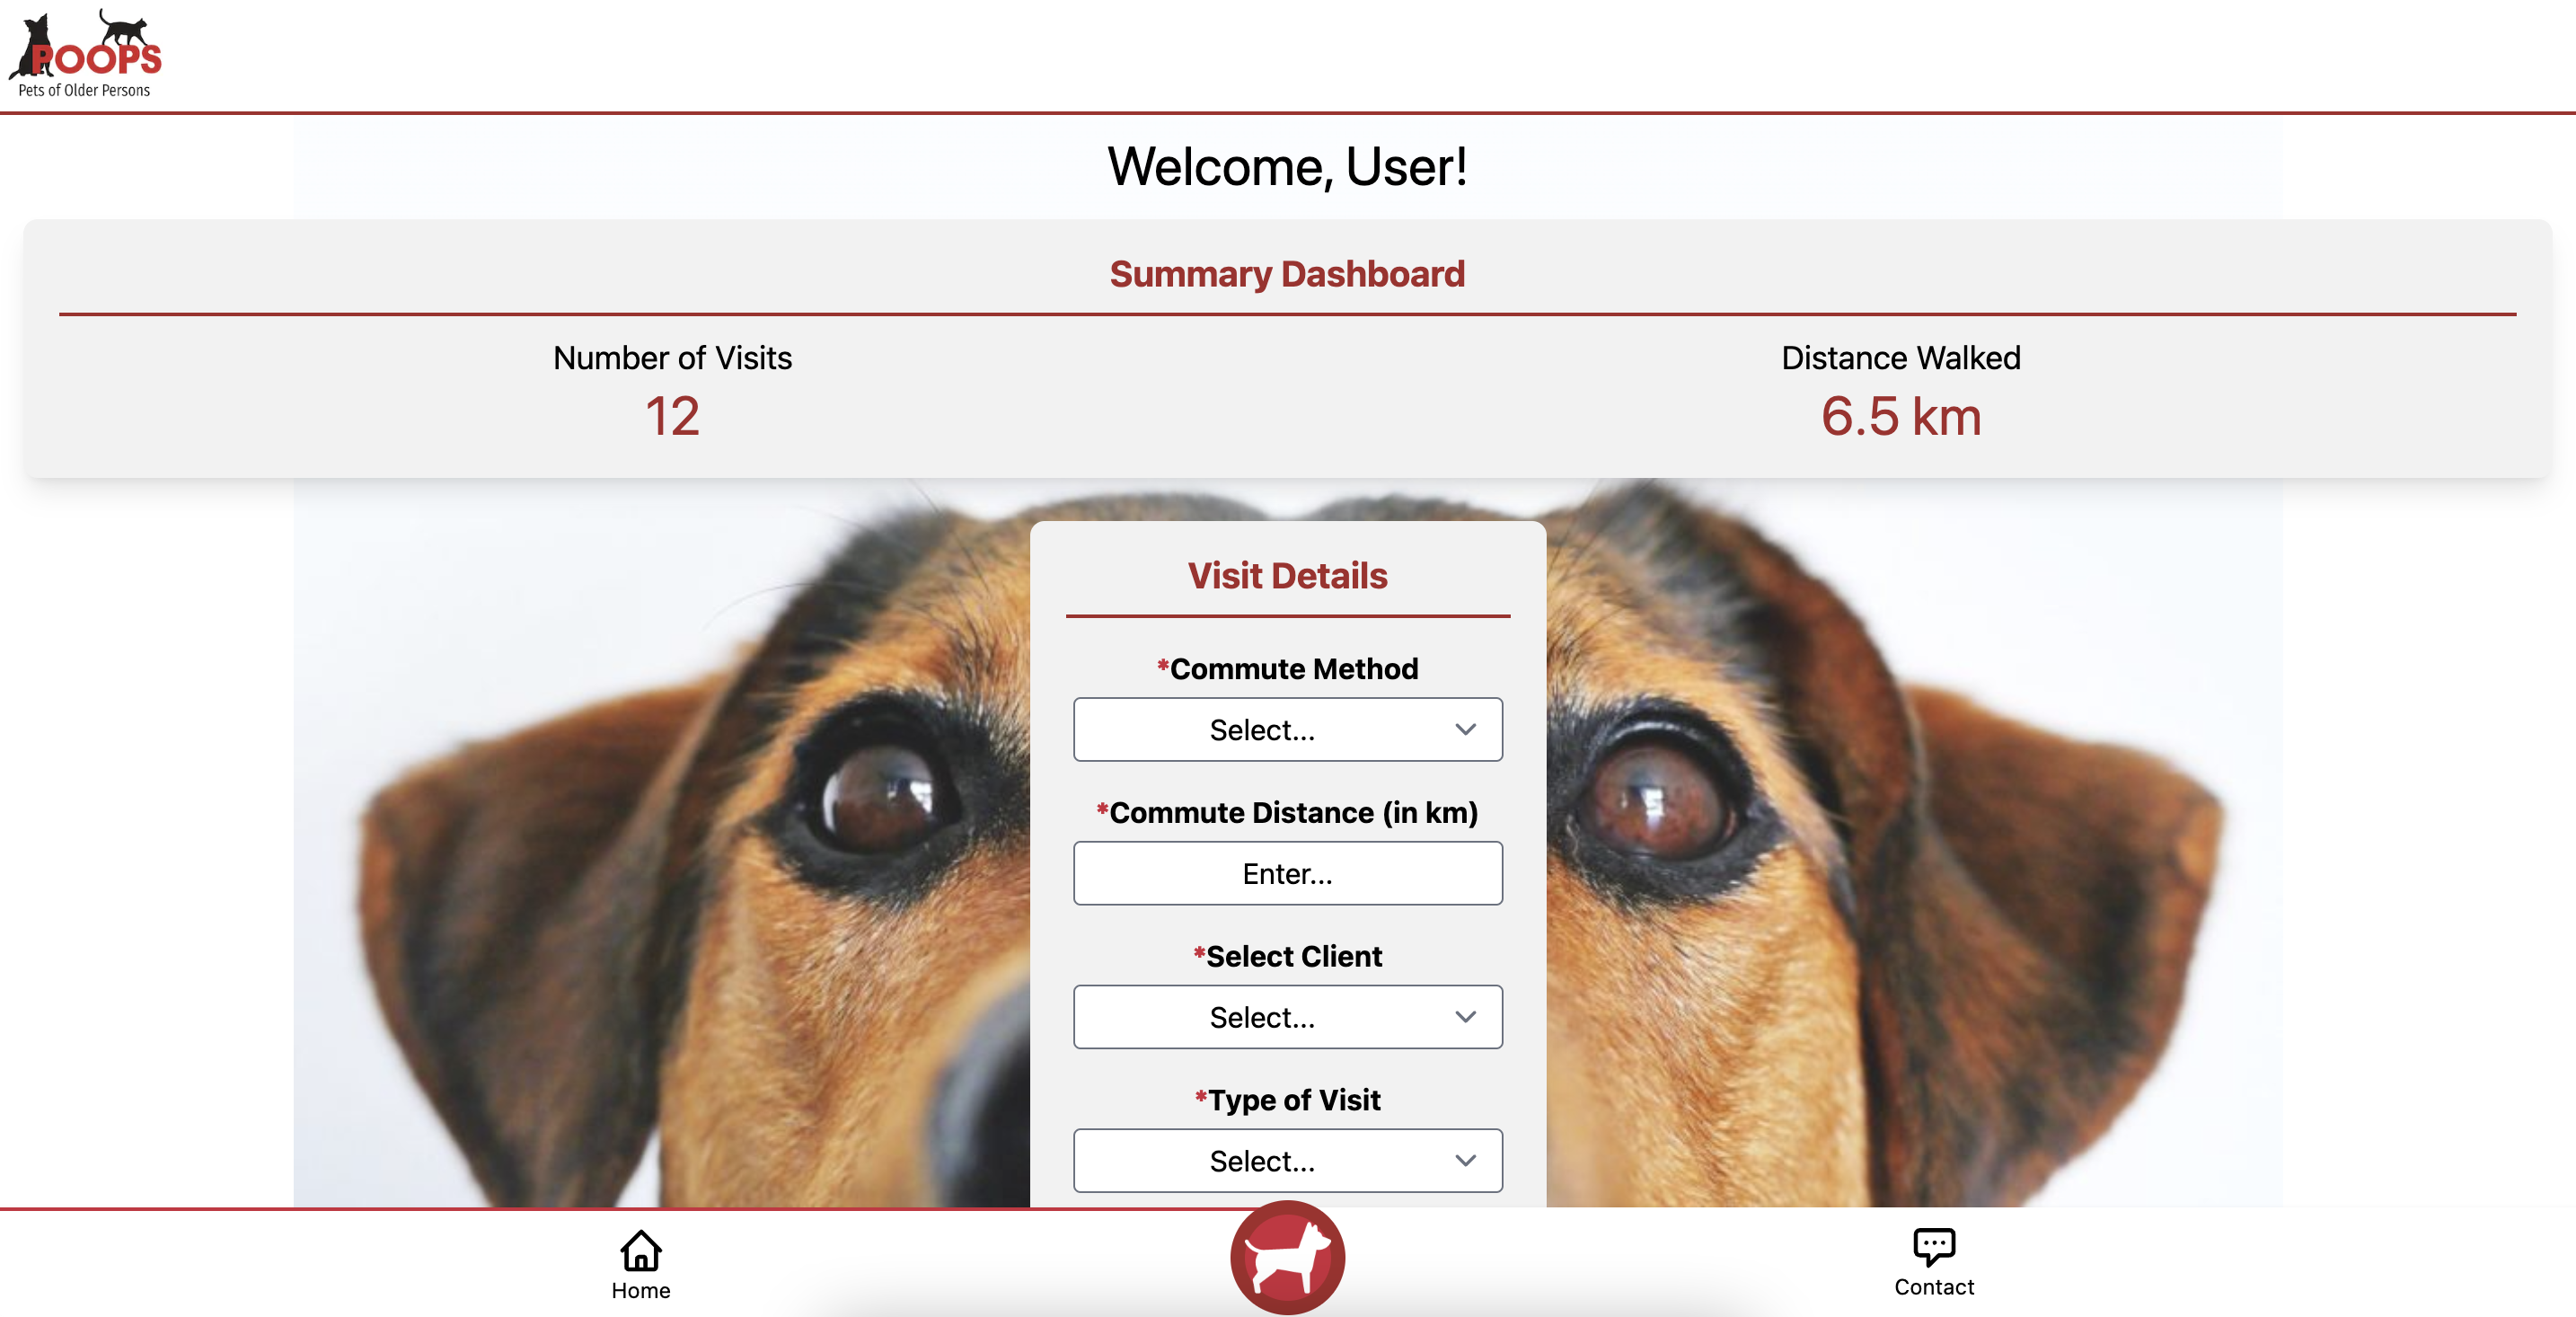 POOPS
Pets of Older Persons
Welcome, User!
Summary Dashboard
Number of Visits
12
Distance Walked
6.5 km
Visit Details
*Commute Method
Select...
*Commute Distance (in km)
Enter...
*Select Client
Select...
*Type of Visit
Select...
Home
Contact